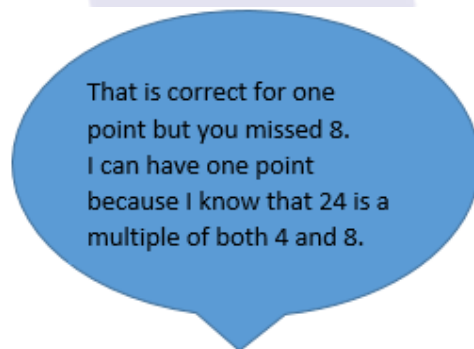 That is correct for one
point but you missed 8.
I can have one point
because I know that 24 is a
multiple of both 4 and 8.